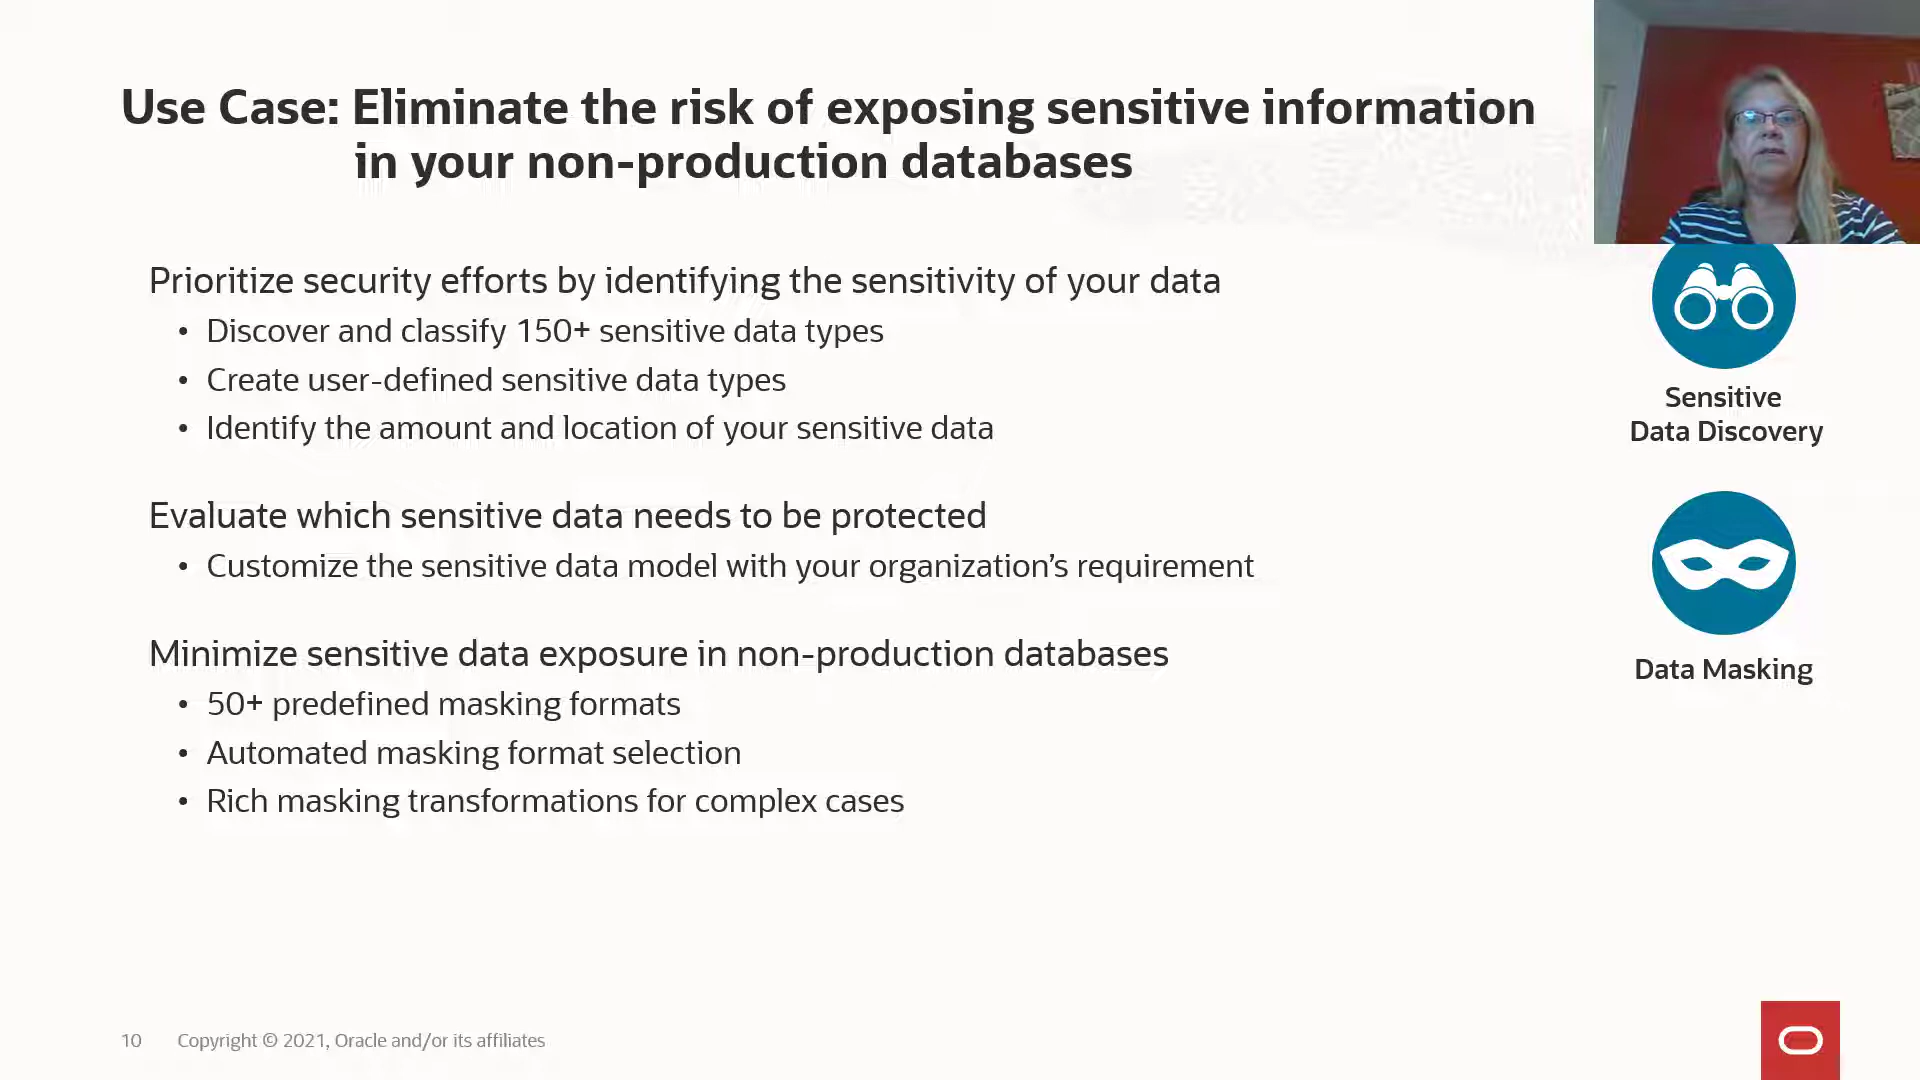 Use Case: Eliminate the risk of exposing sensitive information
in your non-production databases
Prioritize security efforts by identifying the sensitivity of your data
• Discover and classify 150+ sensitive data types
• Create user-defined sensitive data types
• Identify the amount and location of your sensitive data
Evaluate which sensitive data needs to be protected
• Customize the sensitive data model with your organization’s requirement
Minimize sensitive data exposure in non-production databases
• 50+ predefined masking formats
• Automated masking format selection
• Rich masking transformations for complex cases
Sensitive
Data Discovery
Data Masking
10 Copyright © 2021, Oracle and/or its affiliates